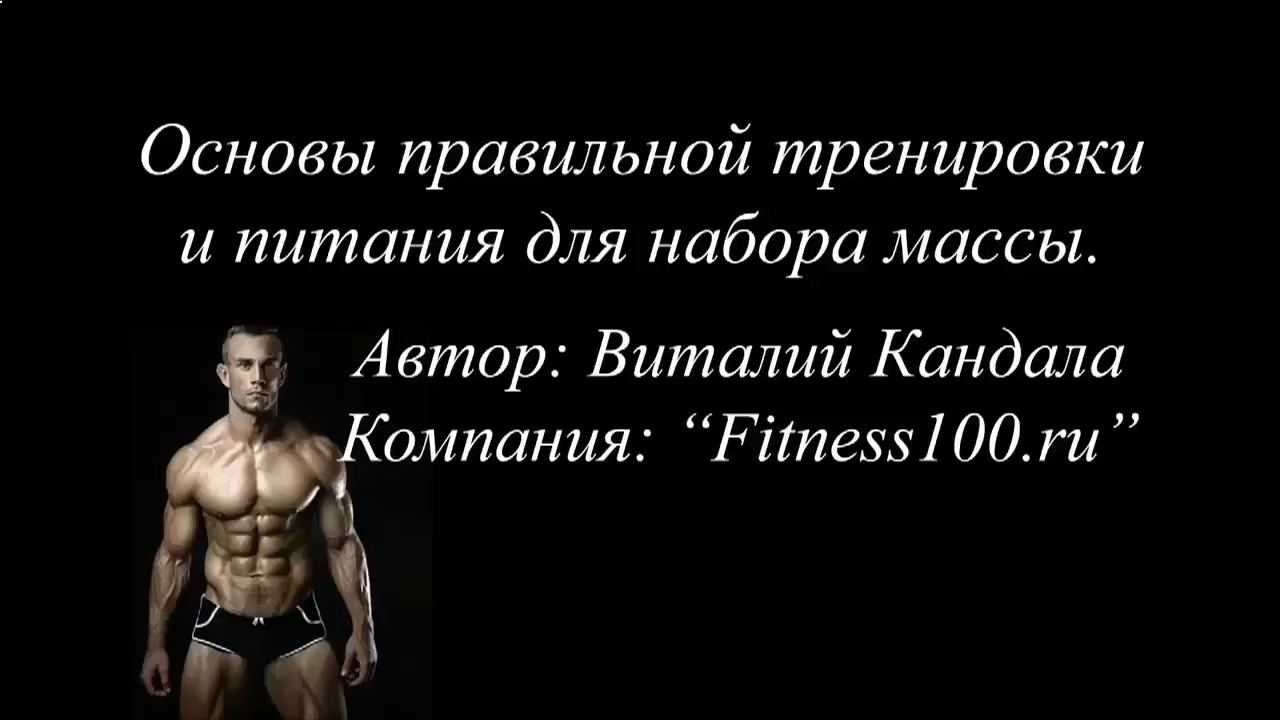 Основы правильной тренировки
и питания для набора массы.
Автор: Виталий Кандала
Компания: “Fitness100.ru”